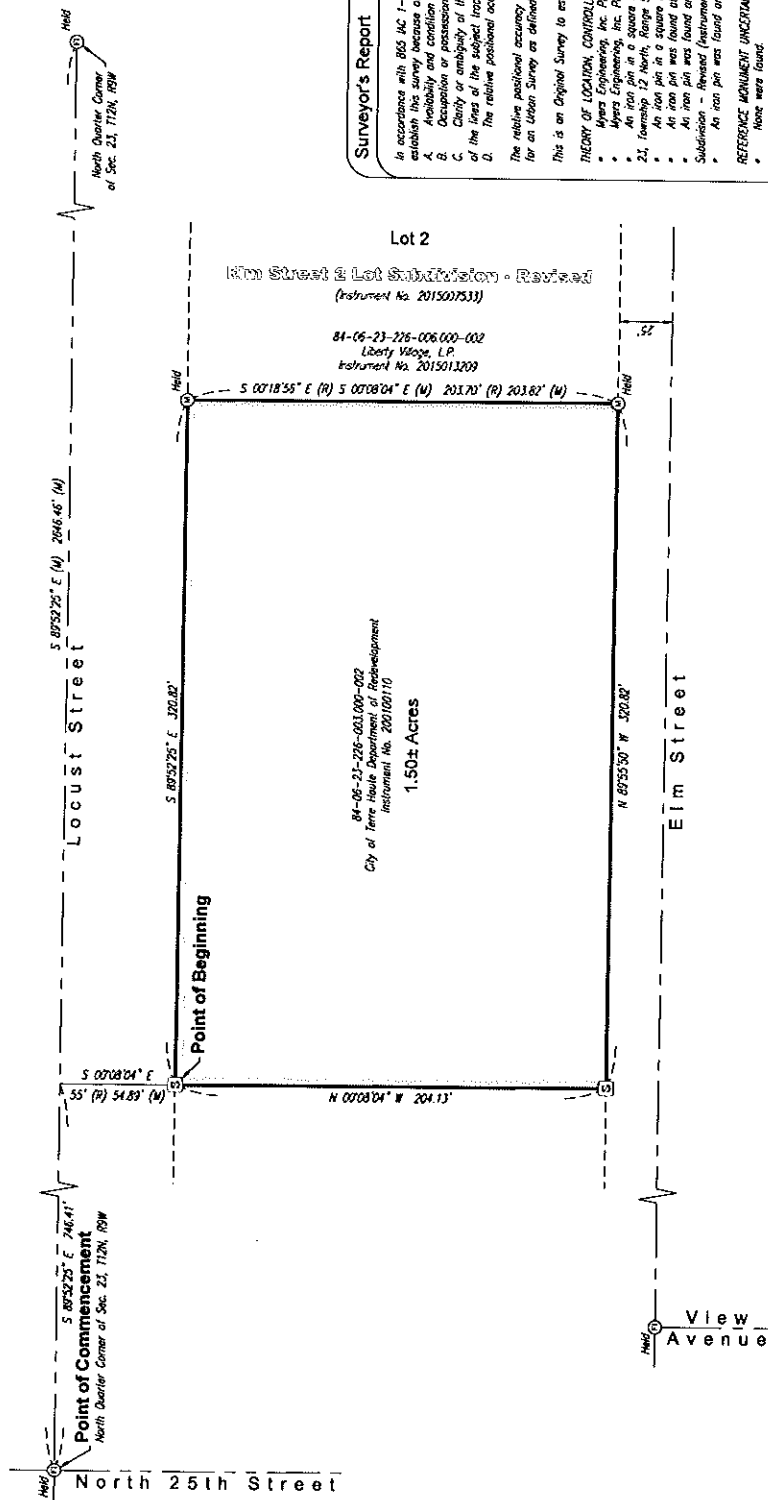 Held
North Quarter Corner
of Sec. 23, T12N, R9W
S 89°52'25" E (M) 2646.46' (M)
Locust Street
S 89°52'25" E 746.41'
Point of Commencement
North Quarter Corner of Sec. 23, T12N, R9W
Held
North 25th Street
S 00°08'04" E
55' (R) 54.89' (M)
Point of Beginning
S 89°52'25" E 320.82'
Held
S 00°18'55" E (R) S 00°08'04" E (M) 203.70' (R) 203.82' (M)
Held
N 00°08'04" W 204.13'
84-06-23-226-003.000-002
City of Terre Haute Department of Redevelopment
Instrument No. 200100110
1.50± Acres
N 89°55'50" W 320.82'
Lot 2
Elm Street 2 Lot Subdivision - Revised
(Instrument No. 2015007533)
84-06-23-226-006.000-002
Liberty Village, L.P.
Instrument No. 2015013209
25'
Elm Street
Held
View
Avenue
Surveyor's Report
In accordance with 865 IAC 1-
establish this survey because o
A. Availability and condition
B. Occupation or possession
C. Clarity or ambiguity of th
of the lines of the subject trac
D. The relative positional acc
The relative positional accuracy
for an Urban Survey as defined
This is an Original Survey to es
THEORY OF LOCATION, CONTROLL
• Myers Engineering, Inc. P
• Myers Engineering, Inc. P
• An iron pin in a square
23, Township 12 North, Range
• An iron pin in a square
• An iron pin was found a
• An iron pin was found a
Subdivision - Revised (Instrume
• An iron pin was found a
REFERENCE MONUMENT UNCERTA
• None were found.